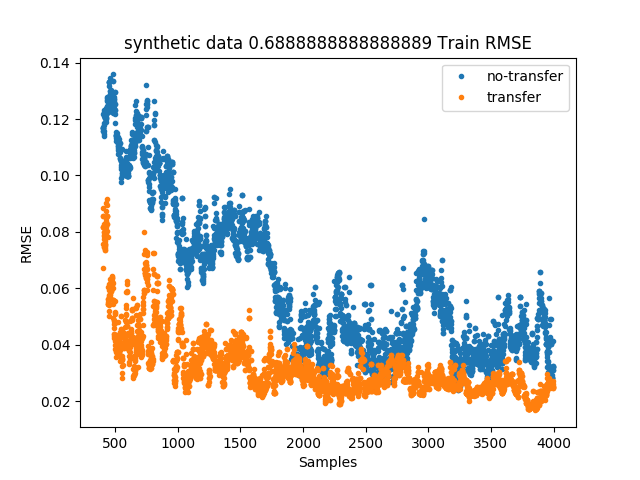 synthetic data 0.6888888888888889 Train RMSE
no-transfer
transfer
RMSE
0.14
0.12
0.10
0.08
0.06
0.04
0.02
500 1000 1500 2000 2500 3000 3500 4000
Samples